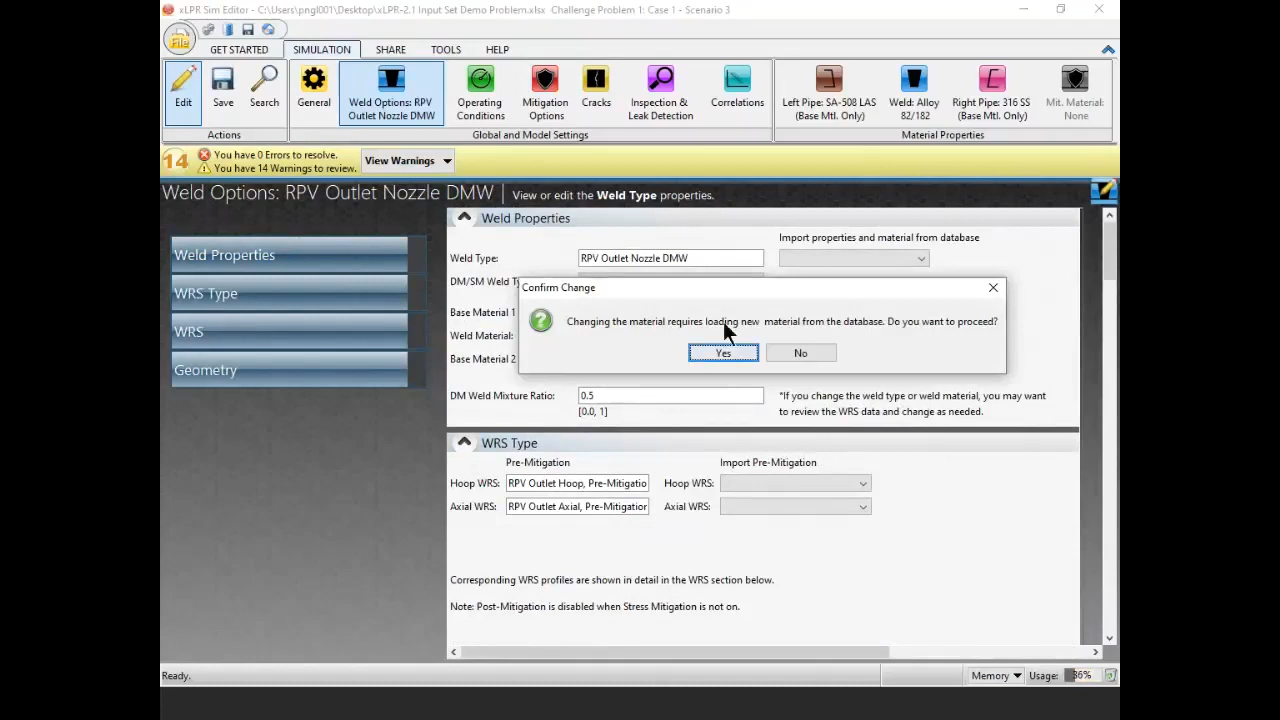 xLPR Sim Editor - C:\Users\pngl001\Desktop\xLPR-2.1 Input Set Demo Problem.xlsx Challenge Problem 1: Case 1 - Scenario 3
File
GET STARTED SIMULATION SHARE TOOLS HELP
Edit
Save
Search
Actions
General
Weld Options: RPV
Outlet Nozzle DMW
Operating
Conditions
Mitigation
Options
Cracks
Inspection &
Leak Detection
Correlations
Global and Model Settings
Left Pipe: SA-508 LAS
(Base Mtl. Only)
Weld: Alloy
82/182
Right Pipe: 316 SS
(Base Mtl. Only)
Mit. Material:
None
Material Properties
14
You have 0 Errors to resolve.
You have 14 Warnings to review.
View Warnings
Weld Options: RPV Outlet Nozzle DMW
View or edit the Weld Type properties.
Weld Properties
WRS Type
WRS
Geometry
Weld Properties
Import properties and material from database
Weld Type: RPV Outlet Nozzle DMW
DM/SM Weld T
Base Material 1
Weld Material:
Base Material 2
Confirm Change
Changing the material requires loading new material from the database. Do you want to proceed?
Yes No
DM Weld Mixture Ratio: 0.5
[0.0, 1]
*If you change the weld type or weld material, you may want
to review the WRS data and change as needed.
WRS Type
Pre-Mitigation Import Pre-Mitigation
Hoop WRS: RPV Outlet Hoop, Pre-Mitigatio Hoop WRS:
Axial WRS: RPV Outlet Axial, Pre-Mitigation Axial WRS:
Corresponding WRS profiles are shown in detail in the WRS section below.
Note: Post-Mitigation is disabled when Stress Mitigation is not on.
Ready.
Memory Usage: 36%